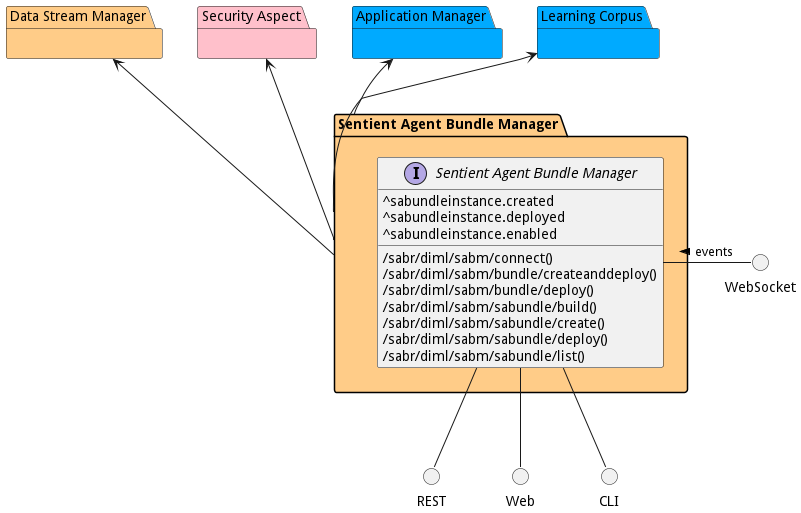 Data Stream Manager
Security Aspect
Application Manager
Learning Corpus
Sentient Agent Bundle Manager
Sentient Agent Bundle Manager
I
^sabundleinstance.created
^sabundleinstance.deployed
^sabundleinstance.enabled
/sabr/diml/sabm/connect()
/sabr/diml/sabm/bundle/createanddeploy()
/sabr/diml/sabm/bundle/deploy()
/sabr/diml/sabm/sabundle/build()
/sabr/diml/sabm/sabundle/create()
/sabr/diml/sabm/sabundle/deploy()
/sabr/diml/sabm/sabundle/list()
events
WebSocket
REST
Web
CLI